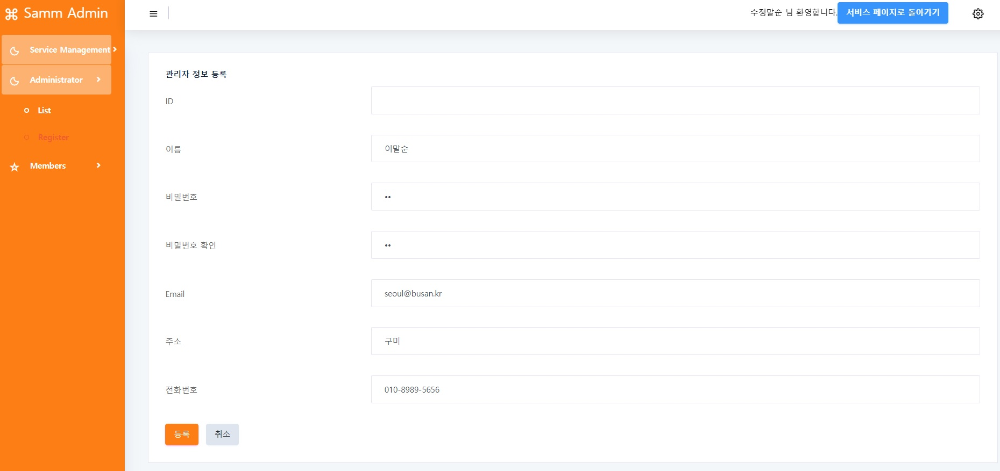 Samm Admin
수정말순 님 환영합니다.
서비스 페이지로 돌아가기
Service Management
Administrator
List
Register
Members
관리자 정보 등록
ID
이름
이말순
비밀번호
••
비밀번호 확인
••
Email
seoul@busan.kr
주소
구미
전화번호
010-8989-5656
등록
취소